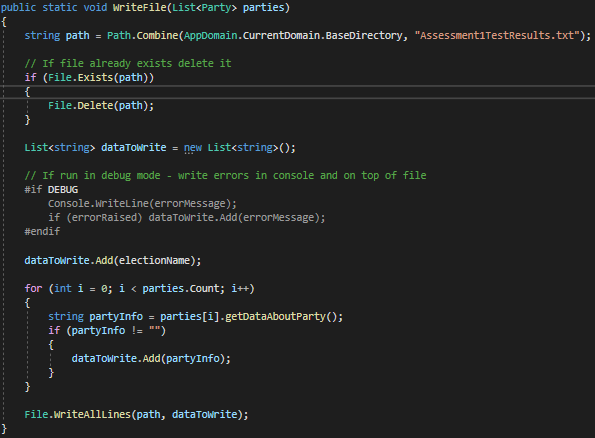 public static void WriteFile(List<Party> parties)
{
string path = Path.Combine(AppDomain.CurrentDomain.BaseDirectory, "Assessment1TestResults.txt");
// If file already exists delete it
if (File.Exists(path))
{
File.Delete(path);
}
List<string> dataToWrite = new List<string>();
// If run in debug mode - write errors in console and on top of file
#if DEBUG
Console.WriteLine(errorMessage);
if (errorRaised) dataToWrite.Add(errorMessage);
#endif
dataToWrite.Add(electionName);
for (int i = 0; i < parties.Count; i++)
{
string partyInfo = parties[i].getDataAboutParty();
if (partyInfo != "")
{
dataToWrite.Add(partyInfo);
}
}
File.WriteAllLines(path, dataToWrite);
}